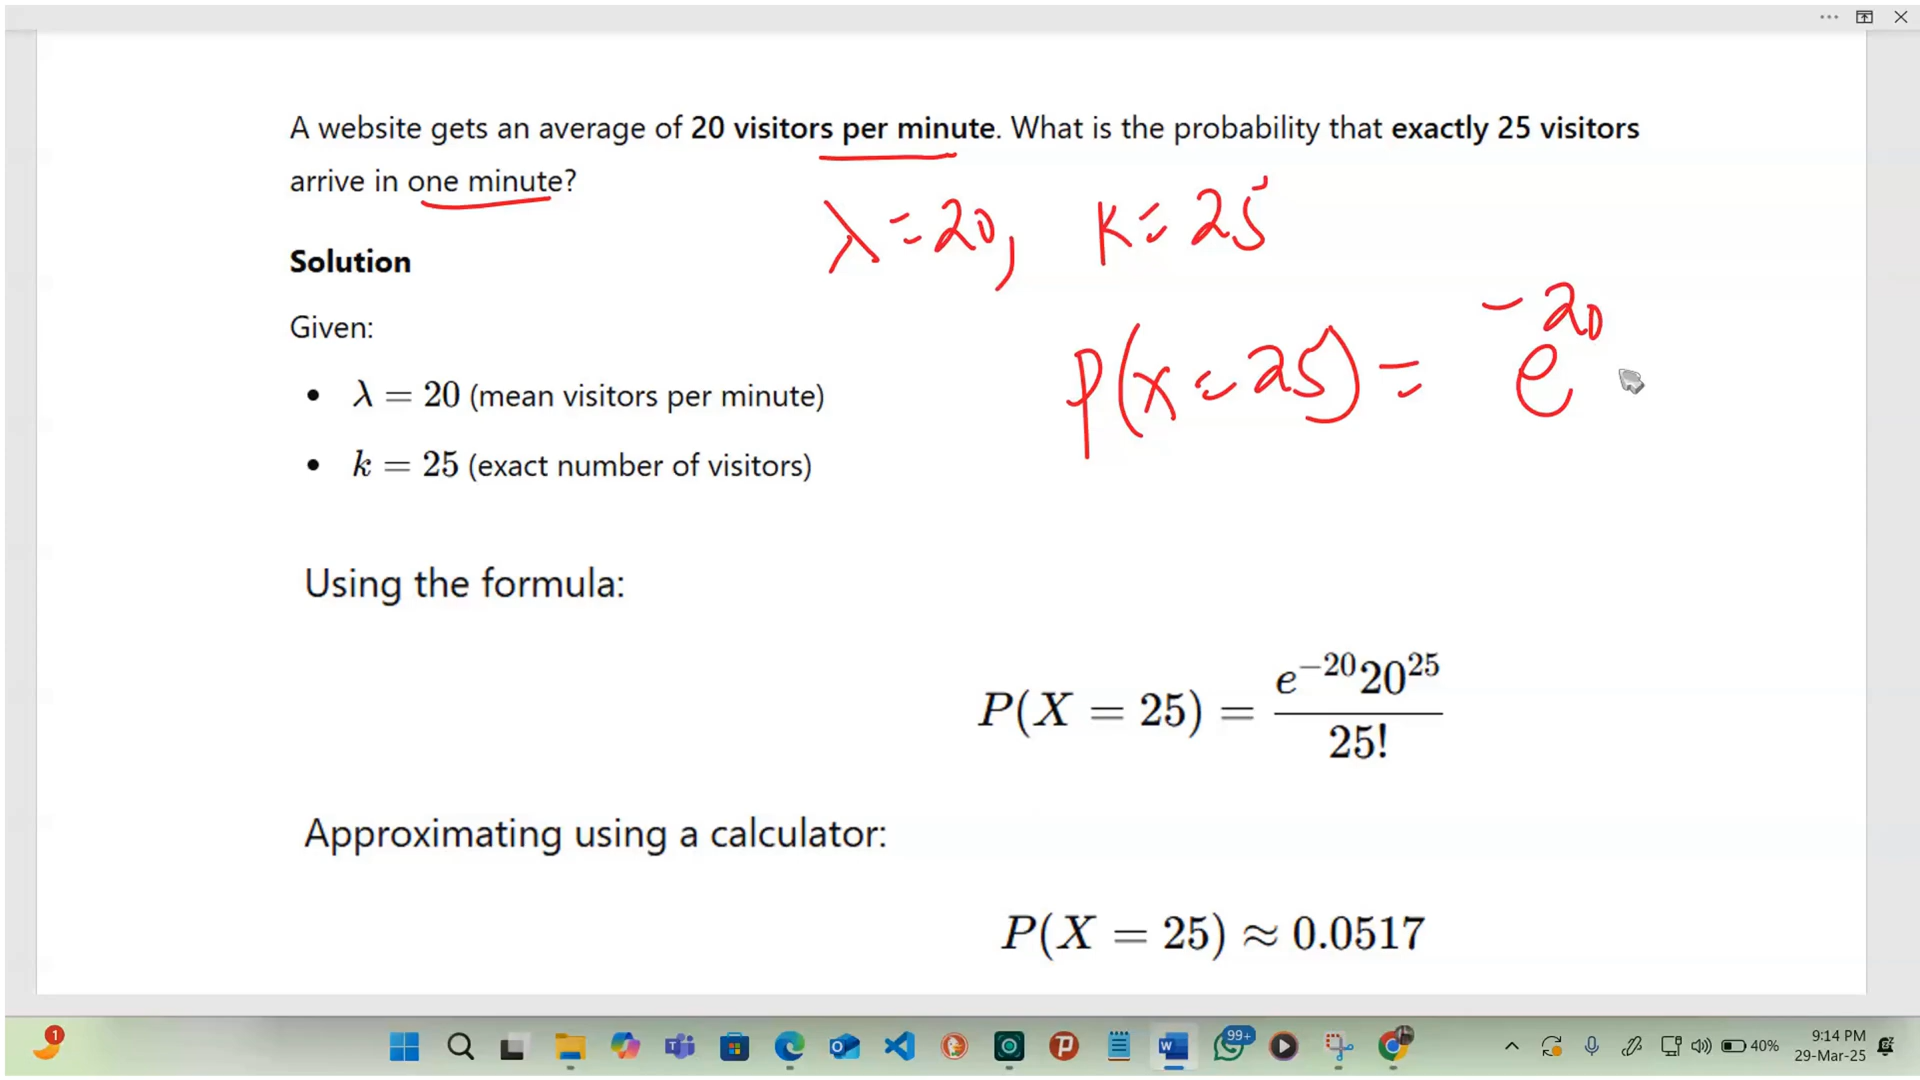 A website gets an average of 20 visitors per minute. What is the probability that exactly 25 visitors
arrive in one minute?
λ = 20, K = 25
Solution
Given:
P(X = 25) = e^{-20}
• λ = 20 (mean visitors per minute)
• k = 25 (exact number of visitors)
Using the formula:
P(X = 25) = \frac{e^{-20}20^{25}}{25!}
Approximating using a calculator:
P(X = 25) ≈ 0.0517
1
99+
40%
9:14 PM
29-Mar-25